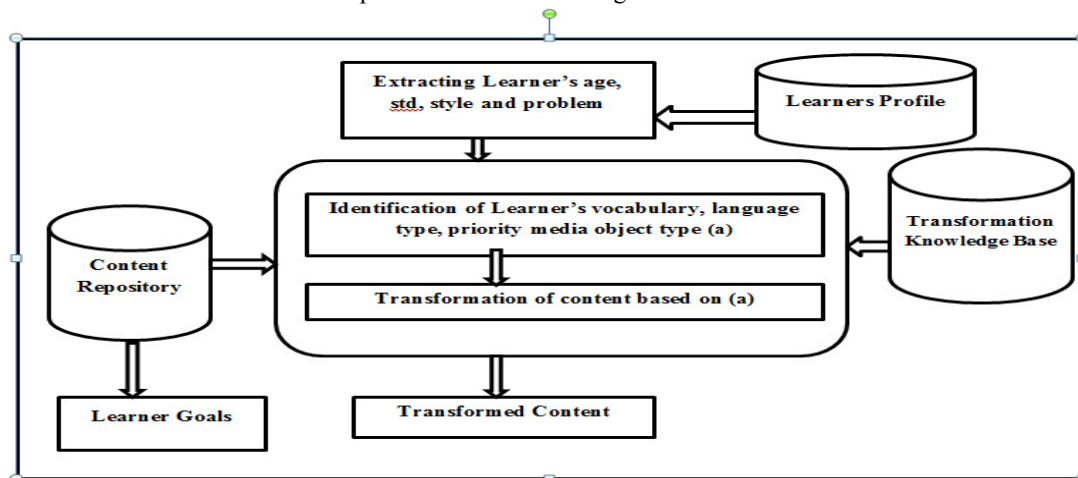 Extracting Learner's age,
std, style and problem
Learners Profile
Identification of Learner's vocabulary, language
type, priority media object type (a)
Transformation
Knowledge Base
Content
Repository
Transformation of content based on (a)
Learner Goals
Transformed Content